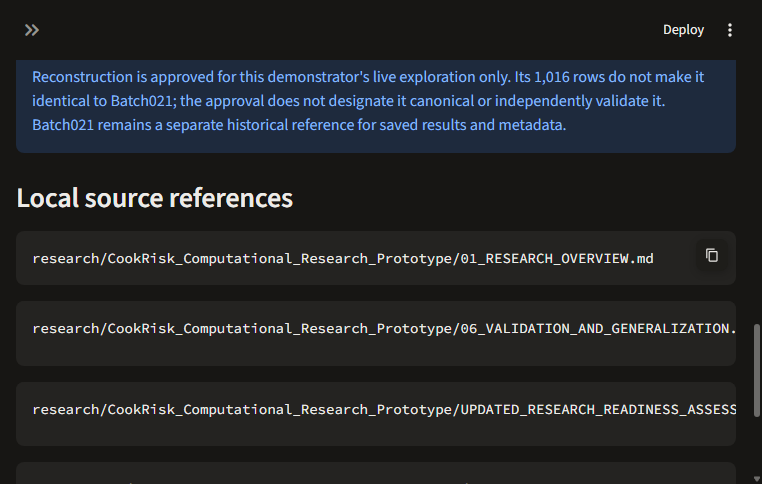 Deploy
Reconstruction is approved for this demonstrator's live exploration only. Its 1,016 rows do not make it
identical to Batch021; the approval does not designate it canonical or independently validate it.
Batch021 remains a separate historical reference for saved results and metadata.
Local source references
research/CookRisk_Computational_Research_Prototype/01_RESEARCH_OVERVIEW.md
research/CookRisk_Computational_Research_Prototype/06_VALIDATION_AND_GENERALIZATION.
research/CookRisk_Computational_Research_Prototype/UPDATED_RESEARCH_READINESS_ASSESS